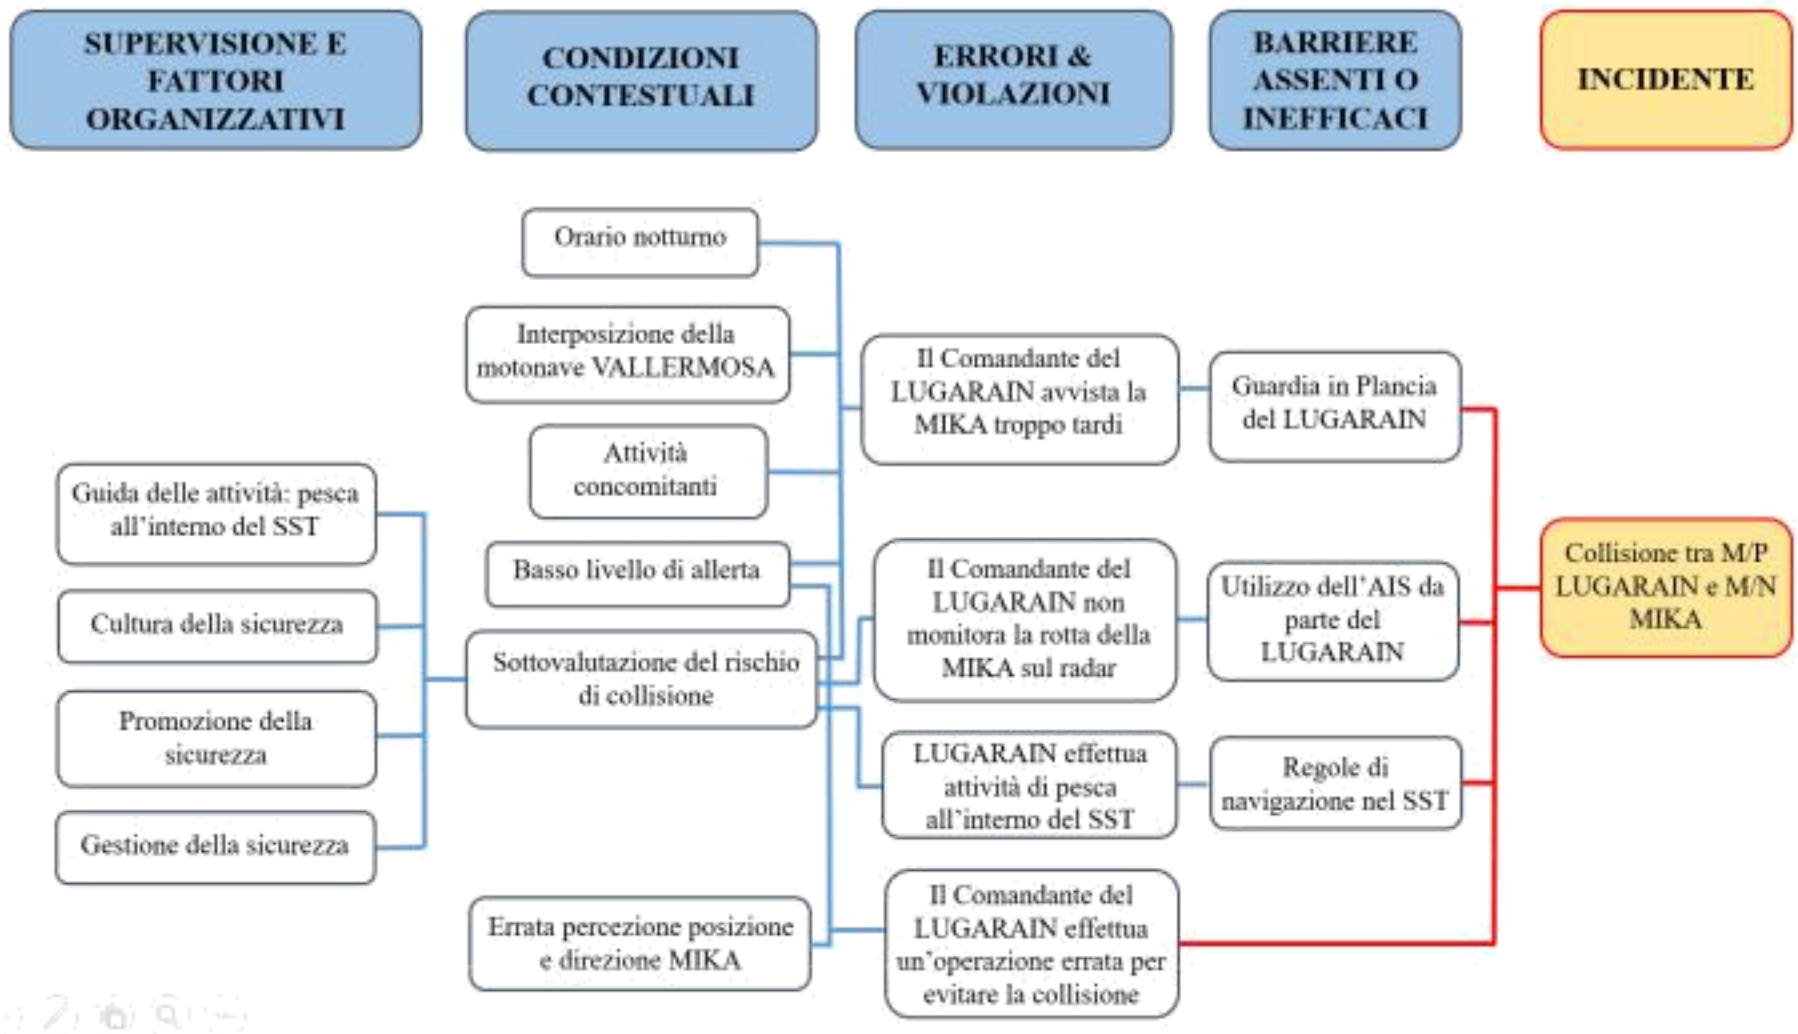 SUPERVISIONE E
FATTORI
ORGANIZZATIVI
CONDIZIONI
CONTESTUALI
ERRORI &
VIOLAZIONI
BARRIERE
ASSENTI O
INEFFICACI
INCIDENTE
Guida delle attività: pesca
all'interno del SST
Cultura della sicurezza
Promozione della
sicurezza
Gestione della sicurezza
Orario notturno
Interposizione della
motonave VALLERMOSA
Attività
concomitanti
Basso livello di allerta
Sottovalutazione del rischio
di collisione
Errata percezione posizione
e direzione MIKA
Il Comandante del
LUGARAIN avvista la
MIKA troppo tardi
Il Comandante del
LUGARAIN non
monitora la rotta della
MIKA sul radar
LUGARAIN effettua
attività di pesca
all'interno del SST
Il Comandante del
LUGARAIN effettua
un'operazione errata per
evitare la collisione
Guardia in Plancia
del LUGARAIN
Utilizzo dell'AIS da
parte del
LUGARAIN
Regole di
navigazione nel SST
Collisione tra M/P
LUGARAIN e M/N
MIKA